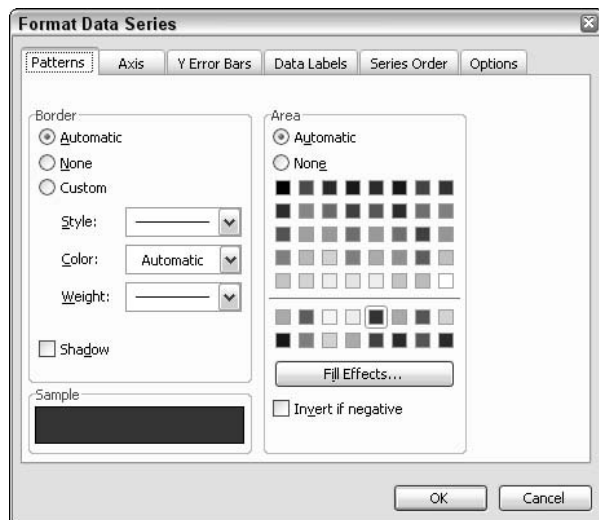 Format Data Series
Patterns
Axis
Y Error Bars
Data Labels
Series Order
Options
Border
Automatic
None
Custom
Style:
Color:
Automatic
Weight:
Shadow
Sample
Area
Automatic
None
Fill Effects...
Invert if negative
OK
Cancel